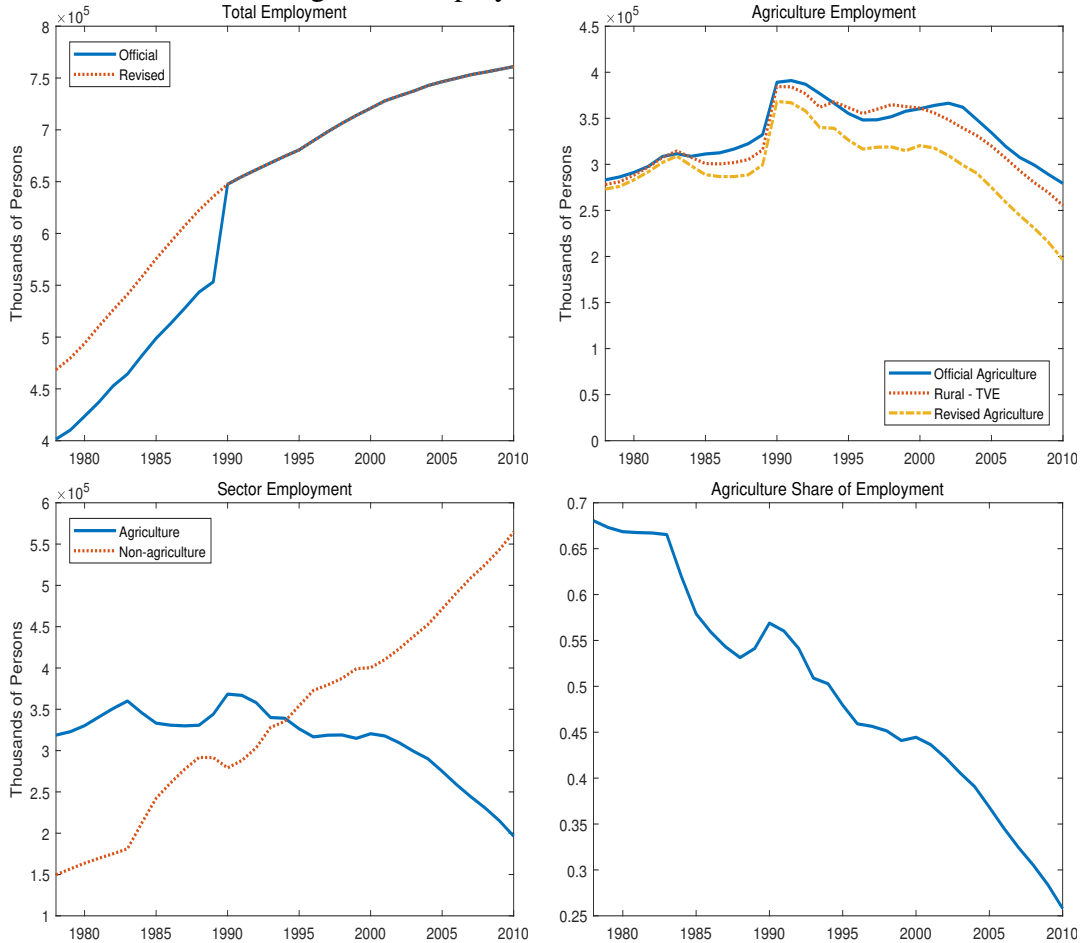 Total Employment
×10⁵
8
7.5
7
6.5
6
5.5
5
4.5
4
Thousands of Persons
Official
Revised
1980 1985 1990 1995 2000 2005 2010
Agriculture Employment
×10⁵
4.5
4
3.5
3
2.5
2
1.5
1
0.5
0
Thousands of Persons
Official Agriculture
Rural - TVE
Revised Agriculture
1980 1985 1990 1995 2000 2005 2010
Sector Employment
×10⁵
6
5.5
5
4.5
4
3.5
3
2.5
2
1.5
1
Thousands of Persons
Agriculture
Non-agriculture
1980 1985 1990 1995 2000 2005 2010
Agriculture Share of Employment
0.7
0.65
0.6
0.55
0.5
0.45
0.4
0.35
0.3
0.25
1980 1985 1990 1995 2000 2005 2010